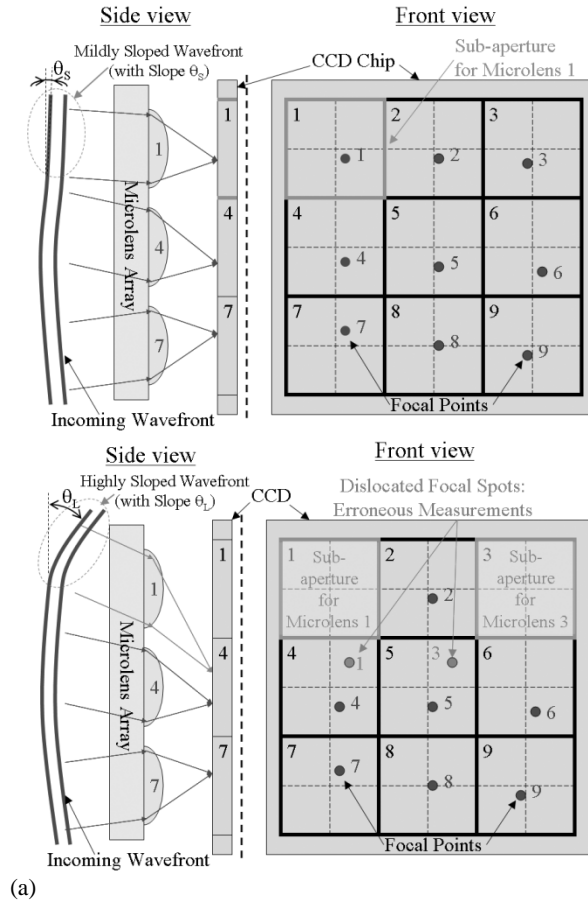 Side view
Front view
Mildly Sloped Wavefront
(with Slope θS)
θS
CCD Chip
Sub-aperture
for Microlens 1
1
4
7
Microlens Array
1
4
7
Incoming Wavefront
1
2
3
1
2
3
4
5
6
4
5
6
7
8
9
7
8
9
Focal Points
Side view
Front view
Highly Sloped Wavefront
(with Slope θL)
θL
CCD
Dislocated Focal Spots:
Erroneous Measurements
1
4
7
Microlens Array
1
4
7
Incoming Wavefront
1
Sub-
aperture
for
Microlens 1
2
2
3
Sub-
aperture
for
Microlens 3
4
1
4
5
3
5
6
6
7
7
8
8
9
9
Focal Points
(a)